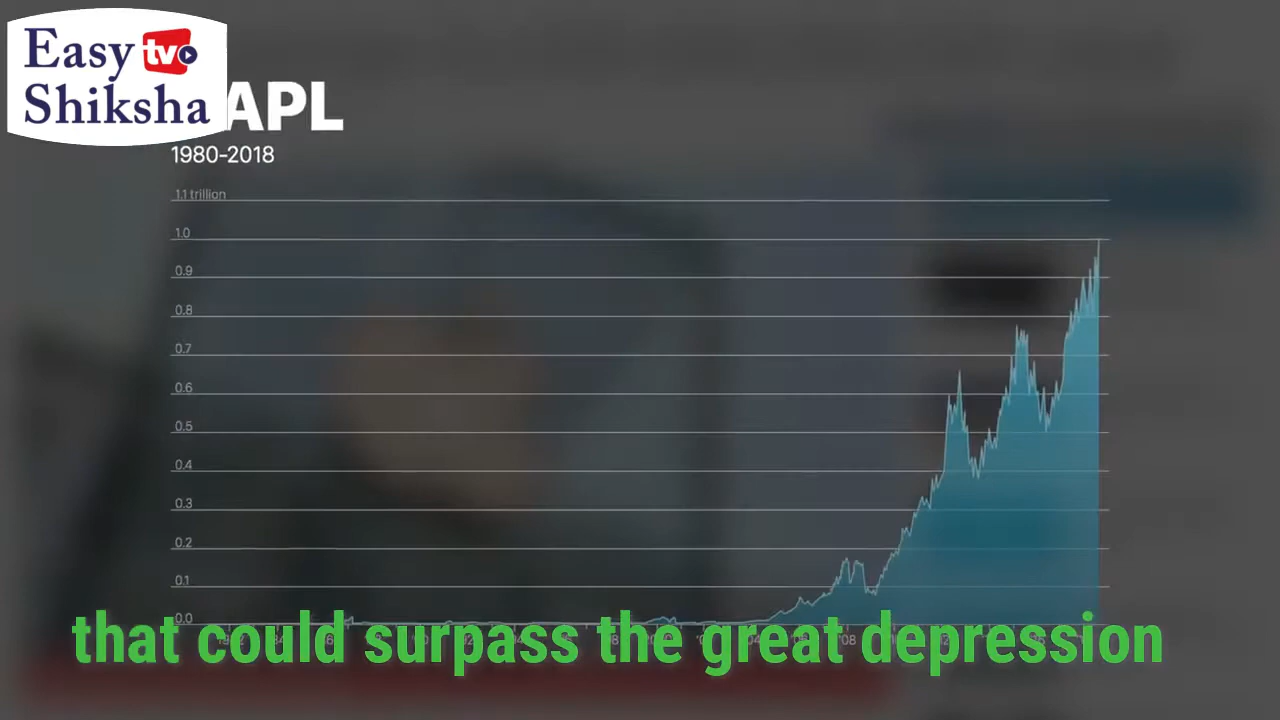 Easy tv
Shiksha
APL
1980-2018
1.1 trillion
1.0
0.9
0.8
0.7
0.6
0.5
0.4
0.3
0.2
0.1
0.0
that could surpass the great depression